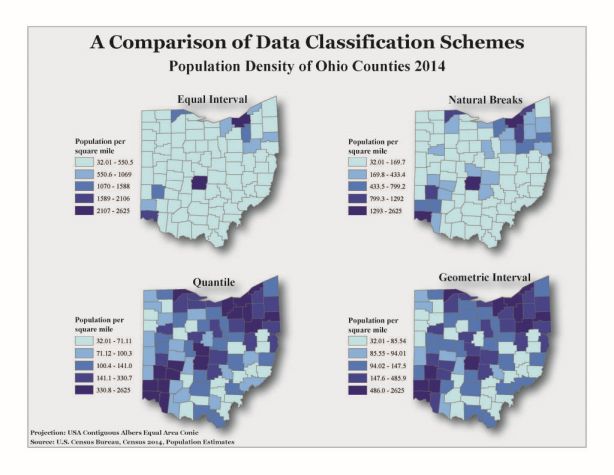 A Comparison of Data Classification Schemes
Population Density of Ohio Counties 2014
Equal Interval
Population per
square mile
32.01 - 550.5
550.6 - 1069
1070 - 1588
1589 - 2106
2107 - 2625
Natural Breaks
Population per
square mile
32.01 - 169.7
169.8 - 433.4
433.5 - 799.2
799.3 - 1292
1293 - 2625
Quantile
Population per
square mile
32.01 - 71.11
71.12 - 100.3
100.4 - 141.0
141.1 - 330.7
330.8 - 2625
Geometric Interval
Population per
square mile
32.01 - 85.54
85.55 - 94.01
94.02 - 147.5
147.6 - 485.9
486.0 - 2625
Projection: USA Contiguous Albers Equal Area Conic
Source: U.S. Census Bureau, Census 2014, Population Estimates